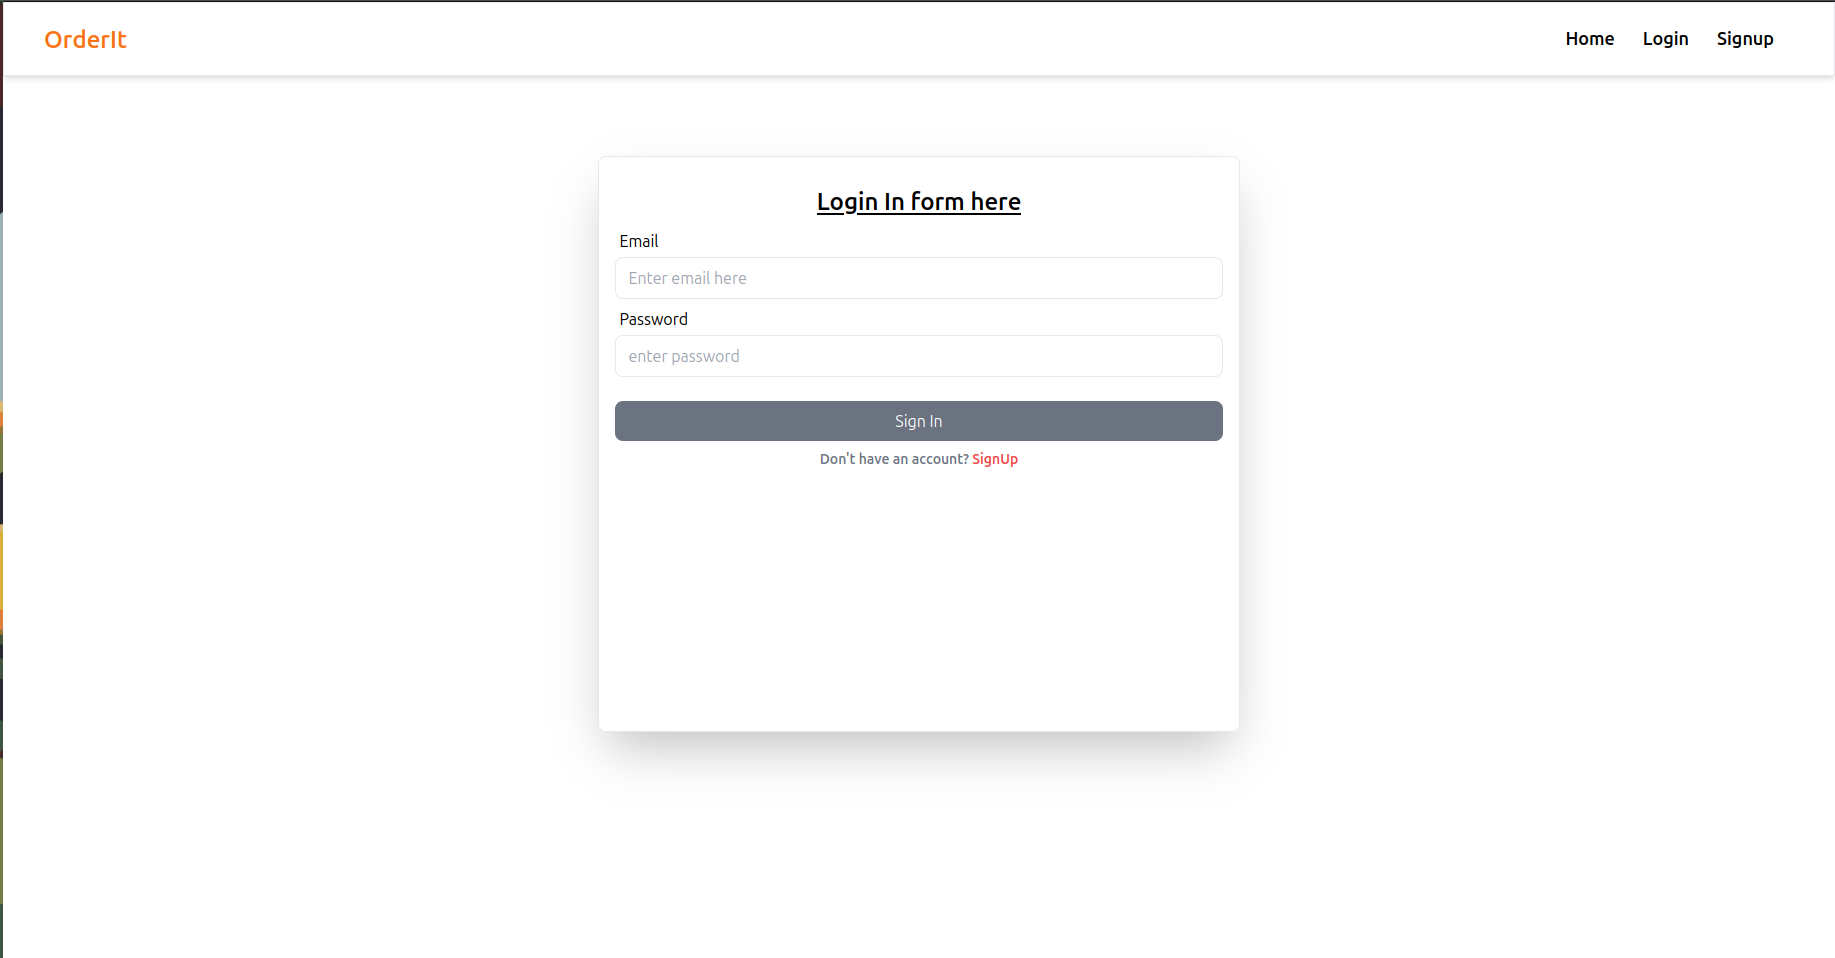 OrderIt Home Login Signup
Login In form here
Email
Enter email here
Password
enter password
Sign In
Don't have an account? SignUp